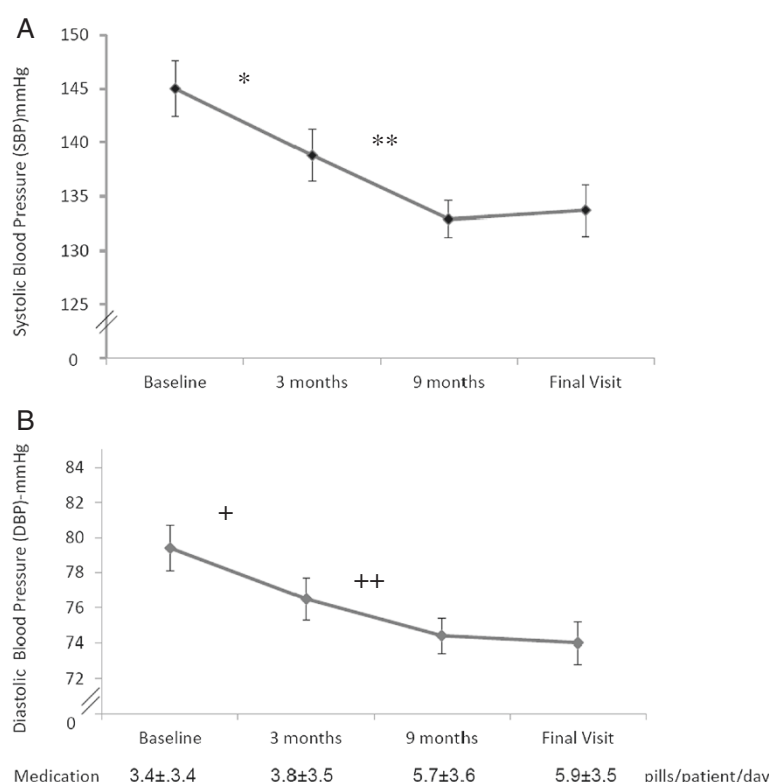 A
Systolic Blood Pressure (SBP)mmHg
150
145
140
135
130
125
0
*
**
Baseline 3 months 9 months Final Visit
B
Diastolic Blood Pressure (DBP)-mmHg
84
82
80
78
76
74
72
0
+
++
Baseline 3 months 9 months Final Visit
Medication 3.4±.3.4 3.8±3.5 5.7±3.6 5.9±3.5 pills/patient/day